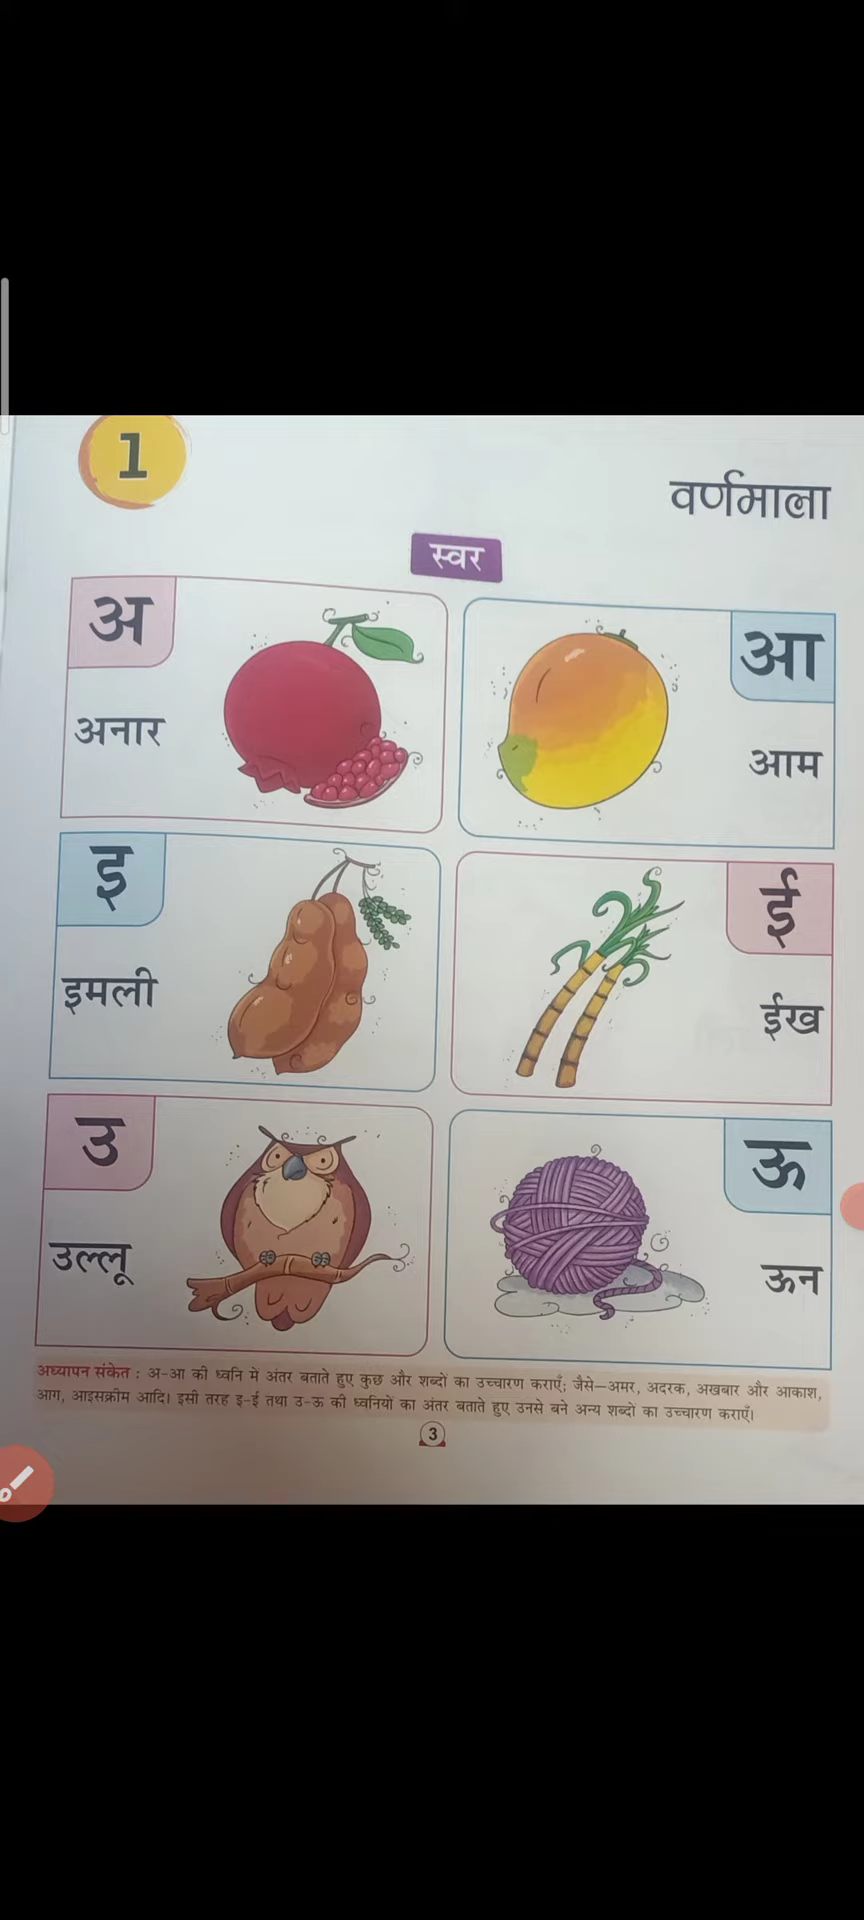 1
वर्णमाला
स्वर
अ
अनार
आ
आम
इ
इमली
ई
ईख
उ
उल्लू
ऊ
ऊन
अध्यापन संकेत : अ-आ की ध्वनि में अंतर बताते हुए कुछ और शब्दों का उच्चारण कराएँ; जैसे–अमर, अदरक, अखबार और आकाश,
आग, आइसक्रीम आदि। इसी तरह इ-ई तथा उ-ऊ की ध्वनियों का अंतर बताते हुए उनसे बने अन्य शब्दों का उच्चारण कराएँ।
3